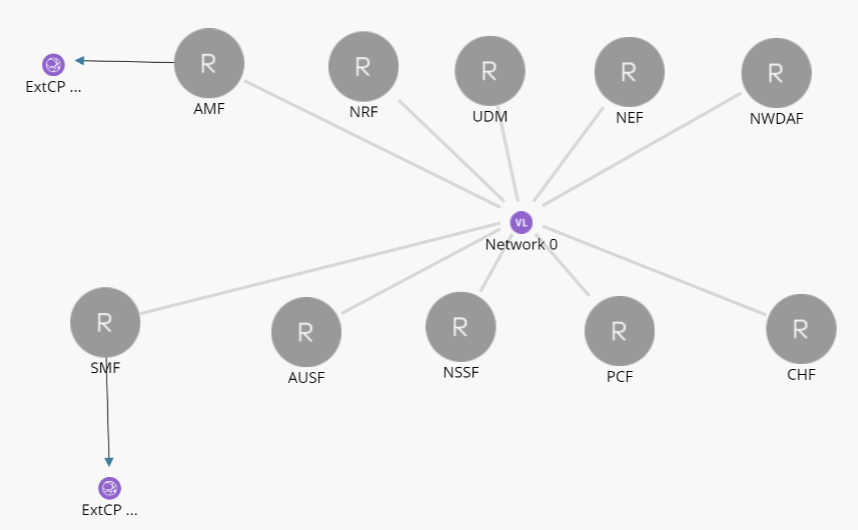 R
R
R
R
R
ExtCP ...
AMF
NRF
UDM
NEF
NWDAF
VL
Network 0
R
R
R
R
R
SMF
AUSF
NSSF
PCF
CHF
ExtCP ...